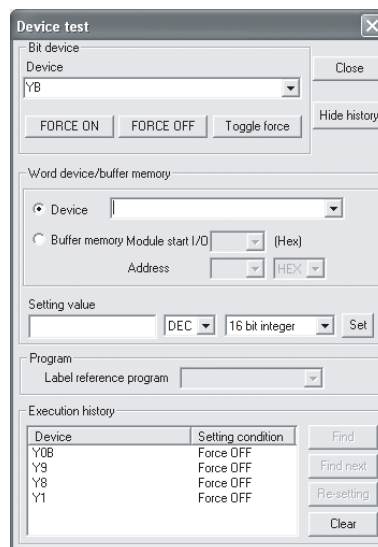 Device test
Bit device
Device
Close
YB
FORCE ON FORCE OFF Toggle force
Hide history
Word device/buffer memory
Device
Buffer memory Module start I/O (Hex)
Address HEX
Setting value
DEC 16 bit integer Set
Program
Label reference program
Execution history
Device Setting condition Find
Y0B Force OFF
Y9 Force OFF Find next
Y8 Force OFF
Y1 Force OFF Re-setting
Clear